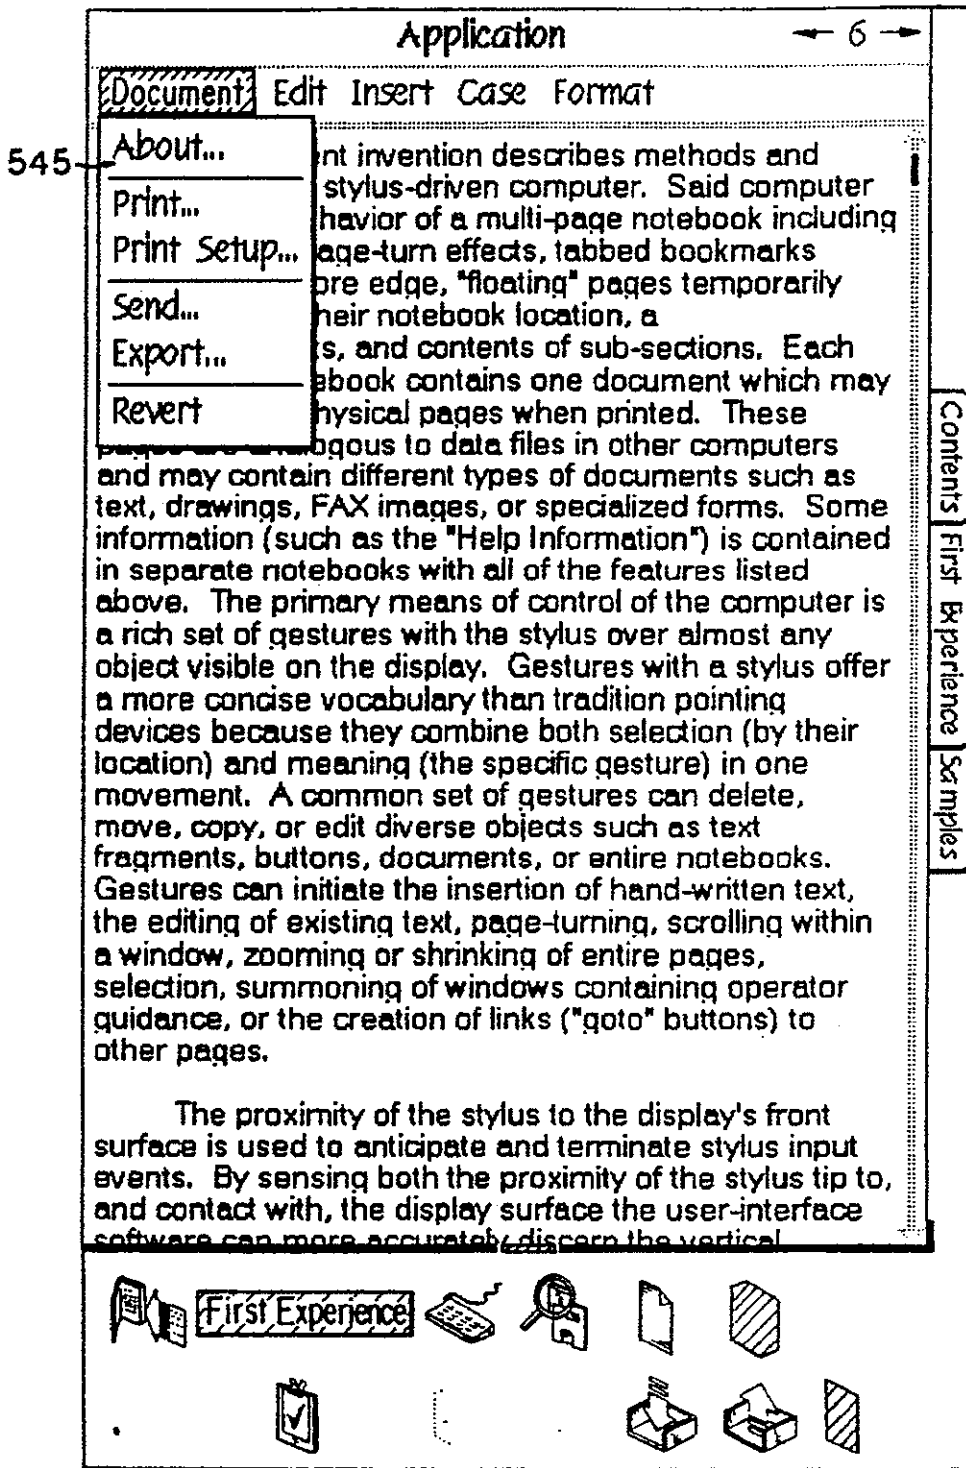 Application ← 6 →
Document Edit Insert Case Format
545
About...
Print...
Print Setup...
Send...
Export...
Revert
nt invention describes methods and
stylus-driven computer. Said computer
havior of a multi-page notebook including
age-turn effects, tabbed bookmarks
ore edge, "floating" pages temporarily
heir notebook location, a
s, and contents of sub-sections. Each
ebook contains one document which may
hysical pages when printed. These
pages are analogous to data files in other computers
and may contain different types of documents such as
text, drawings, FAX images, or specialized forms. Some
information (such as the "Help Information") is contained
in separate notebooks with all of the features listed
above. The primary means of control of the computer is
a rich set of gestures with the stylus over almost any
object visible on the display. Gestures with a stylus offer
a more concise vocabulary than tradition pointing
devices because they combine both selection (by their
location) and meaning (the specific gesture) in one
movement. A common set of gestures can delete,
move, copy, or edit diverse objects such as text
fragments, buttons, documents, or entire notebooks.
Gestures can initiate the insertion of hand-written text,
the editing of existing text, page-turning, scrolling within
a window, zooming or shrinking of entire pages,
selection, summoning of windows containing operator
guidance, or the creation of links ("goto" buttons) to
other pages.
The proximity of the stylus to the display's front
surface is used to anticipate and terminate stylus input
events. By sensing both the proximity of the stylus tip to,
and contact with, the display surface the user-interface
software can more accurately discern the vertical
Contents
First Experience
Samples
First Experience